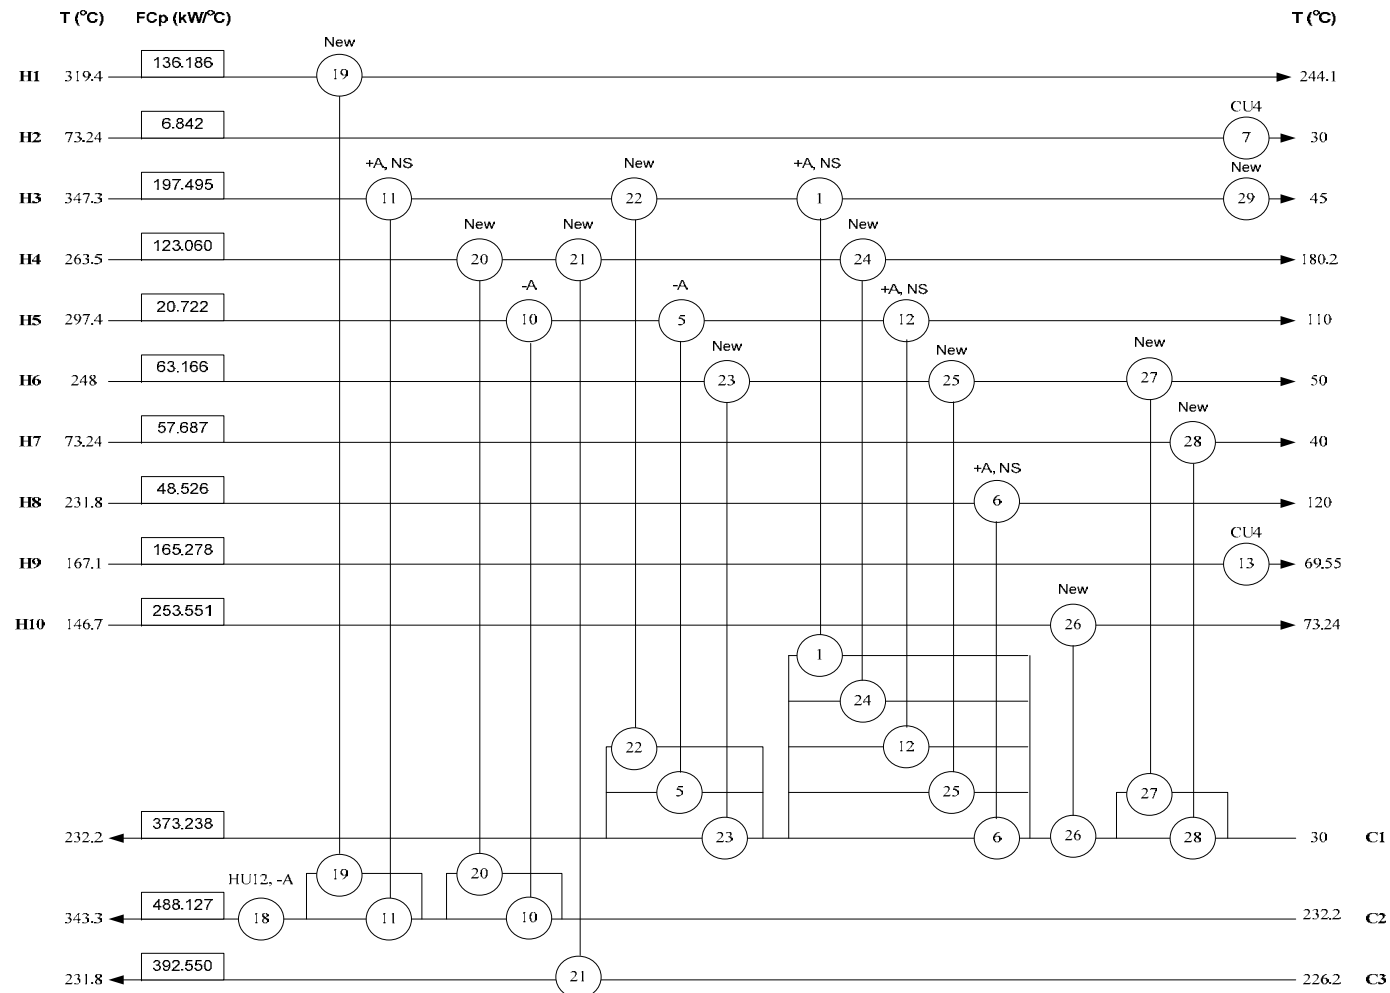 T (°C) FCp (kW/°C) T (°C)
New
H1 319.4 136.186 19 244.1
CU4
H2 73.24 6.842 7 30
+A, NS New +A, NS New
H3 347.3 197.495 11 22 1 29 45
New New New
H4 263.5 123.060 20 21 24 180.2
-A -A +A, NS
H5 297.4 20.722 10 5 12 110
New New New
H6 248 63.166 23 25 27 50
New
H7 73.24 57.687 28 40
+A, NS
H8 231.8 48.526 6 120
CU4
H9 167.1 165.278 13 69.55
New
H10 146.7 253.551 26 73.24
1
24
22 12
5 25 27
232.2 373.238 23 6 26 28 30 C1
HU12, -A 19 20
343.3 488.127 18 11 10 232.2 C2
231.8 392.550 21 226.2 C3